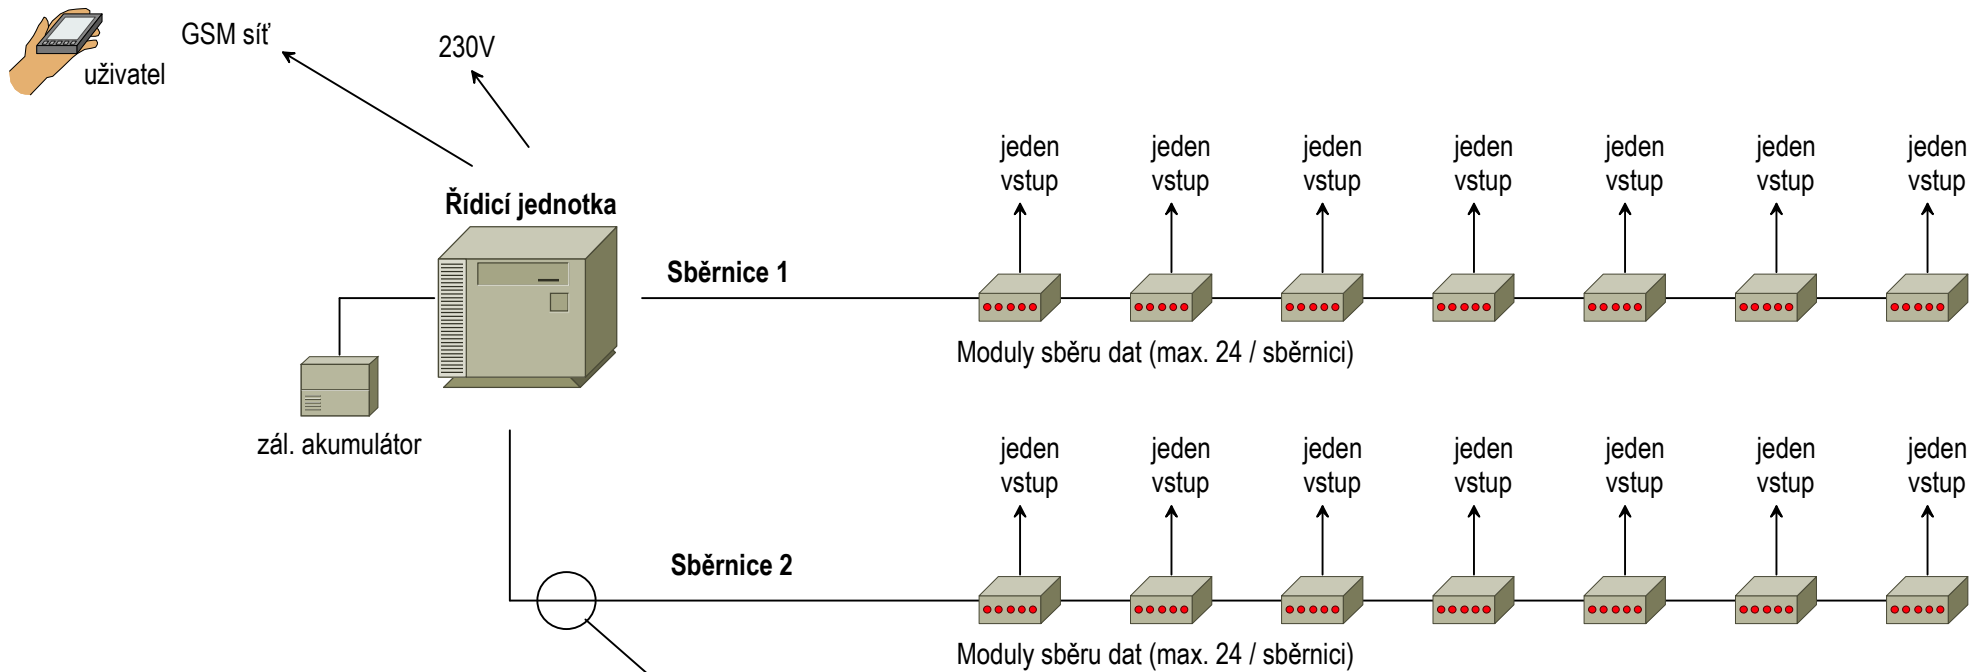 GSM síť
230V
uživatel
jeden vstup
jeden vstup
jeden vstup
jeden vstup
jeden vstup
jeden vstup
jeden vstup
Řídicí jednotka
Sběrnice 1
Moduly sběru dat (max. 24 / sběrnici)
zál. akumulátor
jeden vstup
jeden vstup
jeden vstup
jeden vstup
jeden vstup
jeden vstup
jeden vstup
Sběrnice 2
Moduly sběru dat (max. 24 / sběrnici)